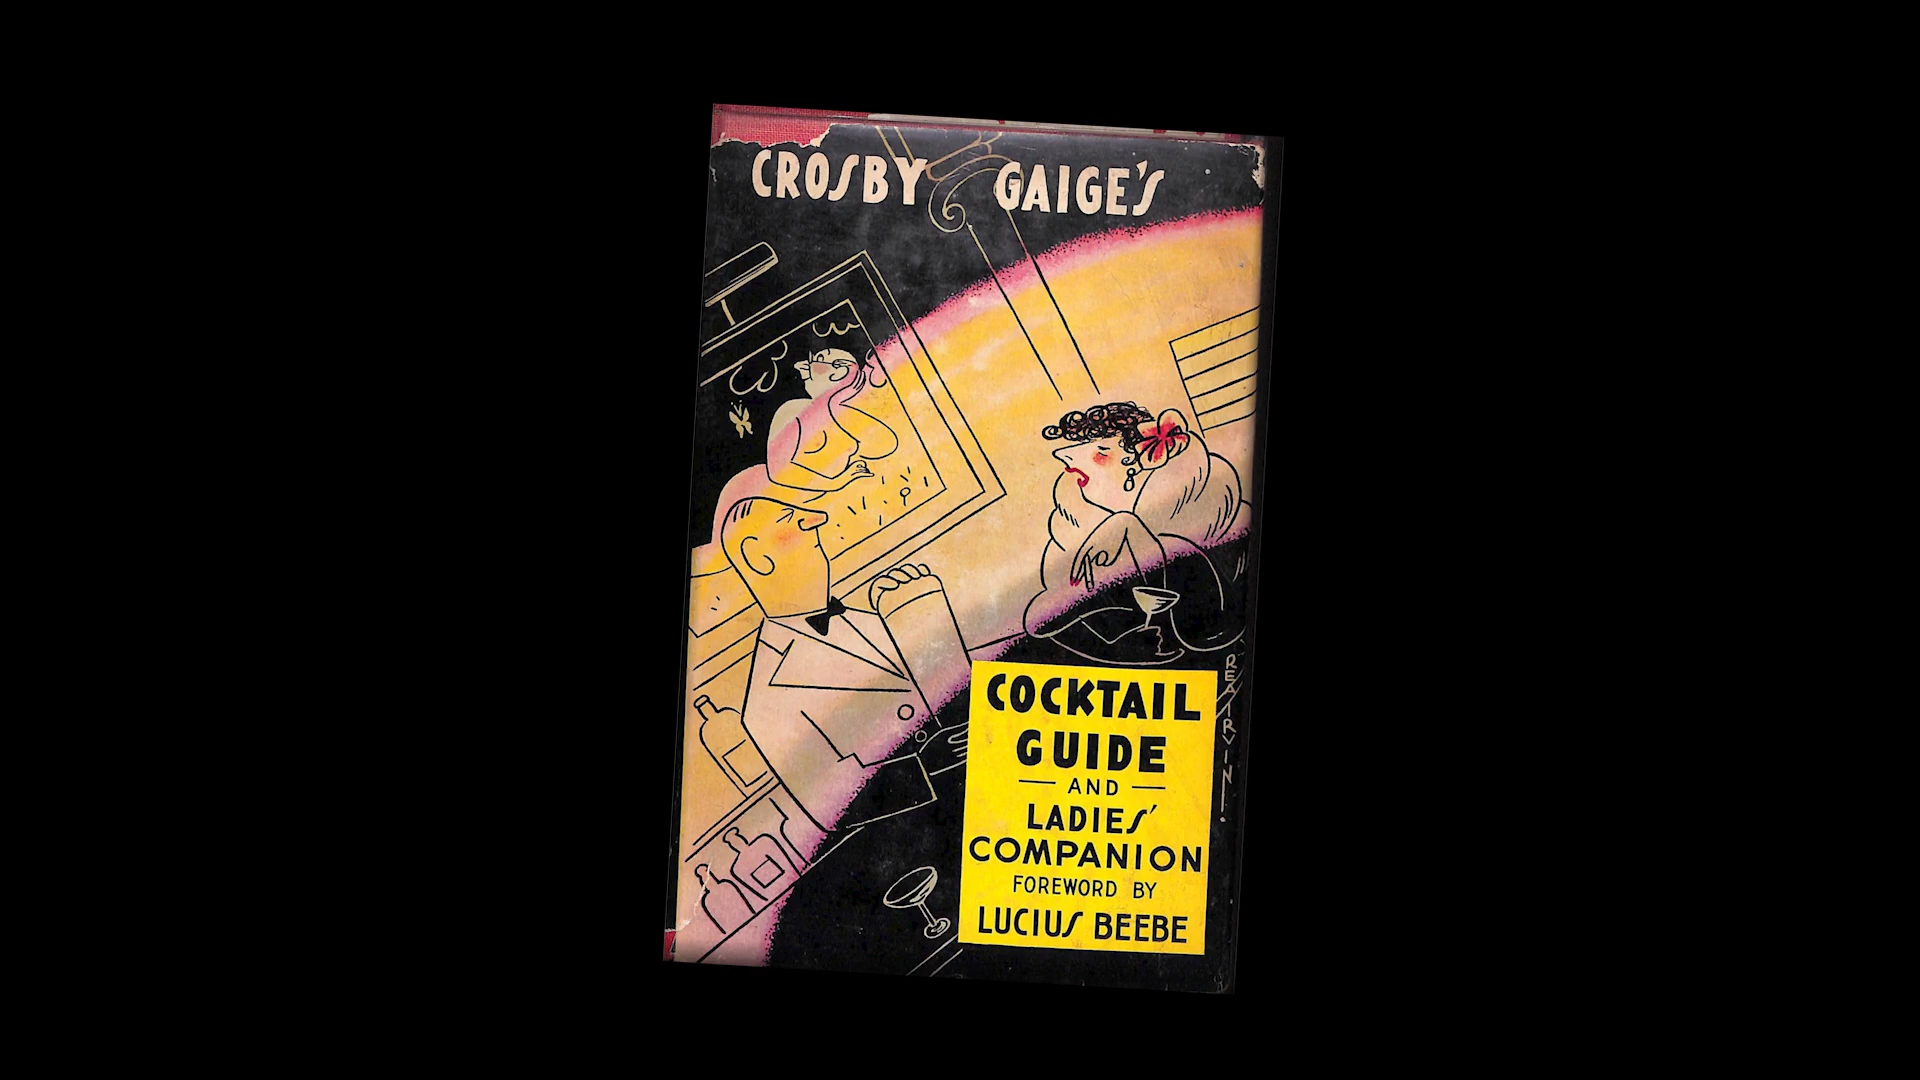 CROSBY GAIGE'S
COCKTAIL
GUIDE
AND
LADIES'
COMPANION
FOREWORD BY
LUCIUS BEEBE